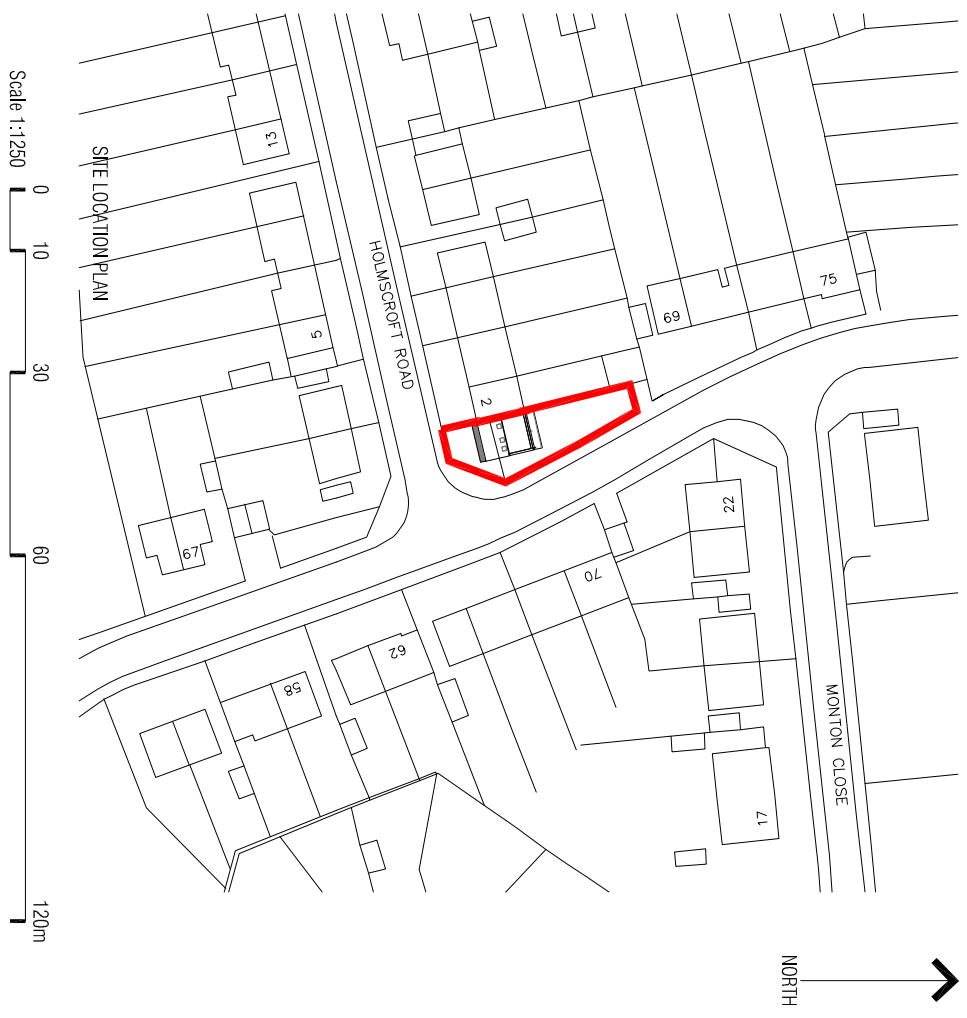 13
5
67
HOLMSCROFT ROAD
2
69
75
22
70
62
58
17
MONTON CLOSE
SITE LOCATION PLAN
Scale 1:1250
0
10
30
60
120m
NORTH